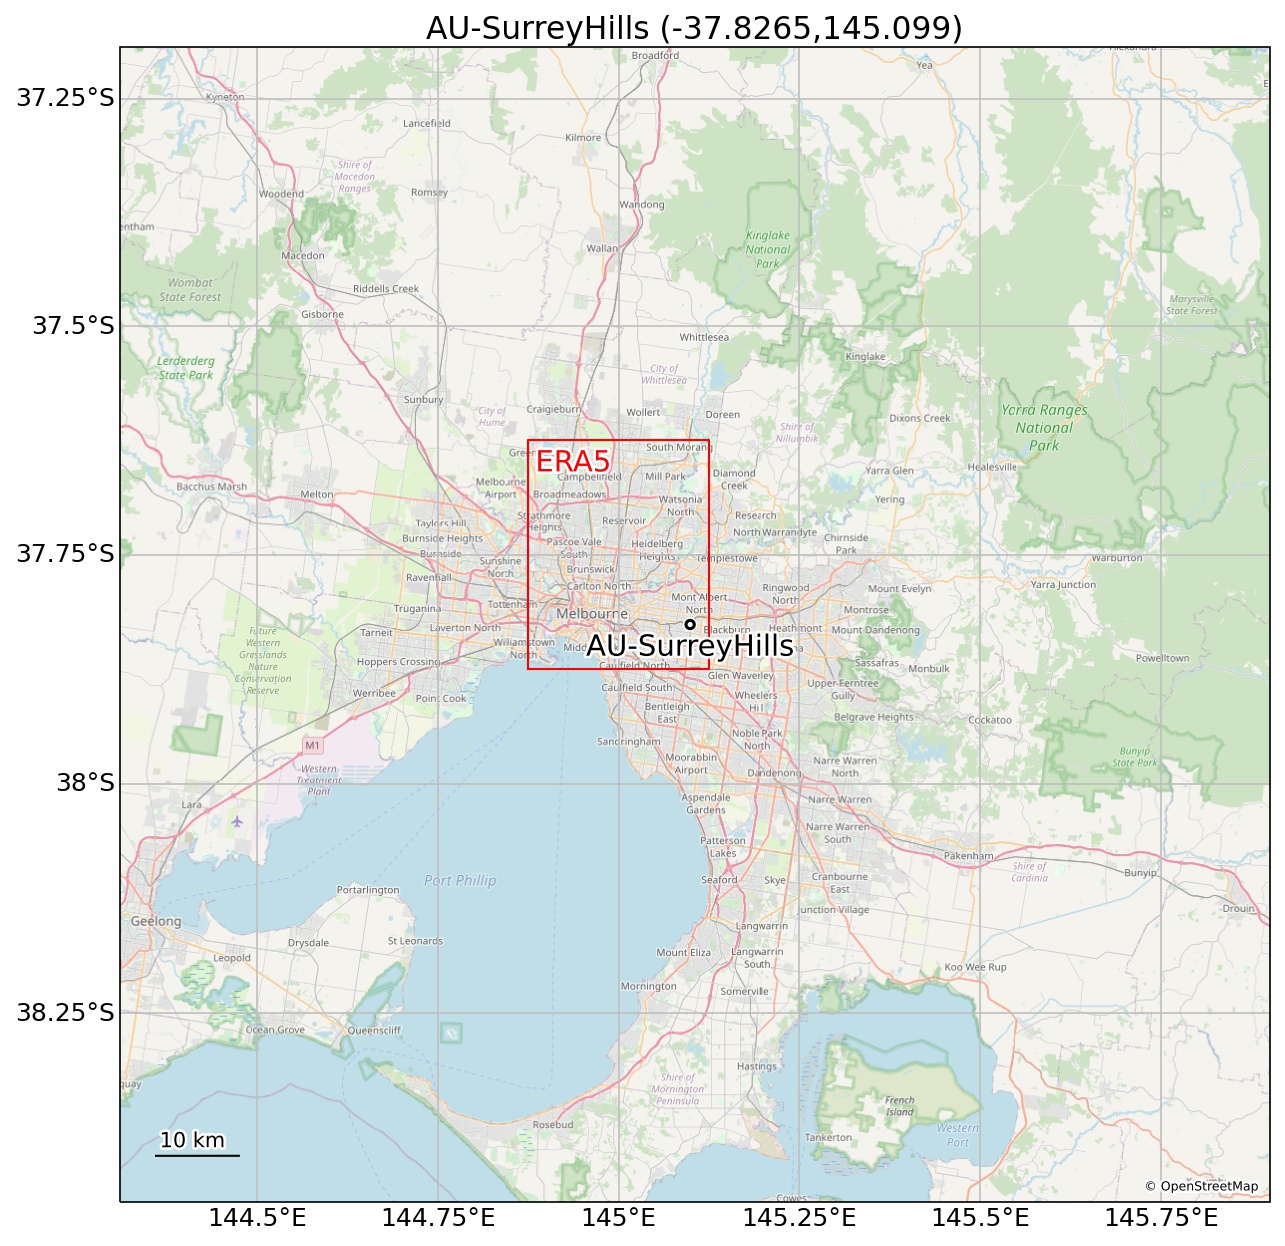 AU-SurreyHills (-37.8265,145.099)
Broadford
Yea
37.25°S
Kyneton
Lancefield
Kilmore
Shire of
Macedon
Ranges
Woodend
Romsey
Wandong
entham
Wallan
Kinglake
National
Park
Macedon
Wombat
State Forest
Riddells Creek
Marysville
State Forest
Gisborne
37.5°S
Whittlesea
Lerderderg
State Park
Kinglake
City of
Whittlesea
Sunbury
City of
Hume
Craigieburn
Wollert
Doreen
Dixons Creek
Yarra Ranges
National
Park
Shire of
Nillumbik
South Morang
ERA5
Campbellfield
Mill Park
Diamond
Creek
Yarra Glen
Healesville
Bacchus Marsh
Melton
Melbourne
Airport
Broadmeadows
Watsonia
North
Yering
Taylors Hill
Burnside Heights
Strathmore
Heights
Reservoir
Research
North Warrandyte
Chirnside
Park
37.75°S
Burnside
Sunshine
North
Pascoe Vale
South
Heidelberg
Heights
Templestowe
Warburton
Ravenhall
Brunswick
Carlton North
Ringwood
North
Mount Evelyn
Yarra Junction
Truganina
Tottenham
Melbourne
Mont Albert
North
Montrose
Tarneit
Laverton North
Blackburn
Heathmont
Mount Dandenong
Future
Western
Grasslands
Nature
Conservation
Reserve
Williamstown
North
AU-SurreyHills
Hoppers Crossing
Caulfield North
Sassafras
Monbulk
Powelltown
Werribee
Point Cook
Caulfield South
Glen Waverley
Upper Ferntree
Gully
Bentleigh
East
Wheelers
Hill
Belgrave Heights
Cockatoo
M1
Sandringham
Noble Park
North
Bunyip
State Park
Western
Treatment
Plant
Moorabbin
Airport
Dandenong
Narre Warren
North
38°S
Lara
Aspendale
Gardens
Narre Warren
Narre Warren
South
Patterson
Lakes
Pakenham
Shire of
Cardinia
Bunyip
Port Phillip
Portarlington
Seaford
Skye
Cranbourne
East
Junction Village
Drouin
Geelong
Langwarrin
Drysdale
St Leonards
Leopold
Mount Eliza
Langwarrin
South
Koo Wee Rup
Mornington
Somerville
38.25°S
Ocean Grove
Queenscliff
quay
Shire of
Mornington
Peninsula
Hastings
French
Island
Rosebud
Tankerton
Western
Port
10 km
Cowes
© OpenStreetMap
144.5°E
144.75°E
145°E
145.25°E
145.5°E
145.75°E